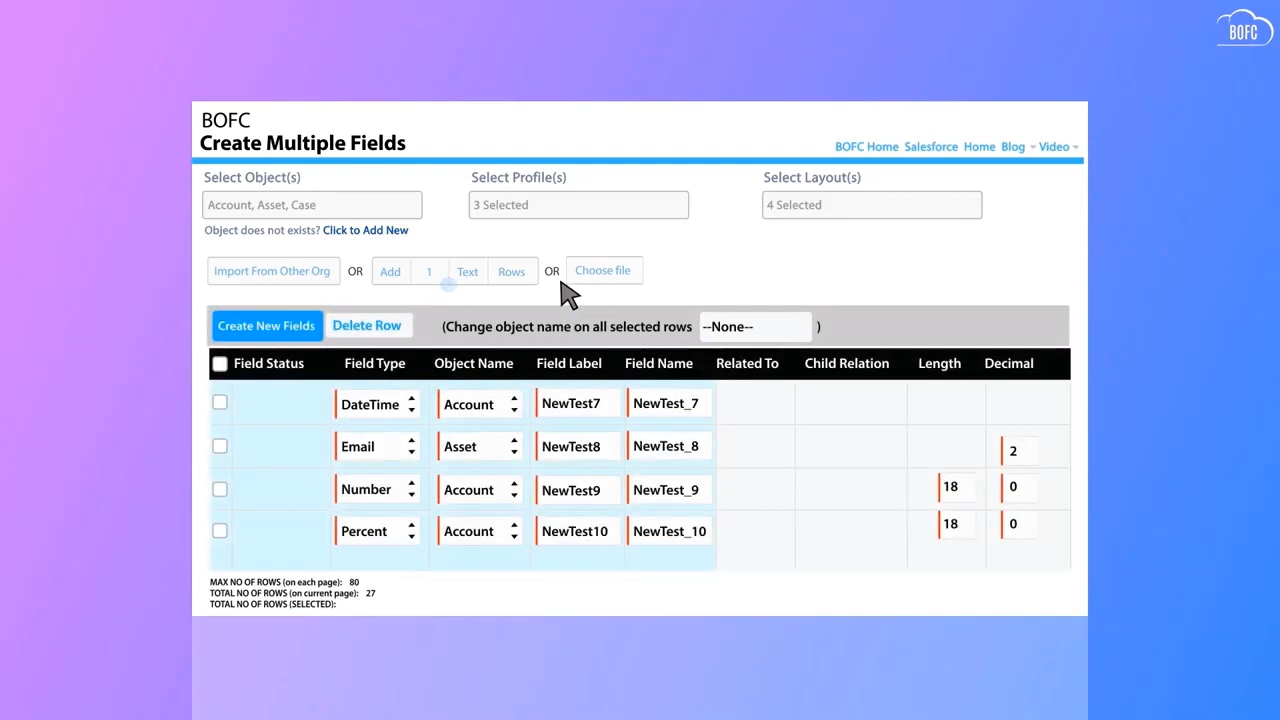 BOFC
BOFC
Create Multiple Fields
BOFC Home Salesforce Home Blog Video
Select Object(s) Select Profile(s) Select Layout(s)
Account, Asset, Case 3 Selected 4 Selected
Object does not exists? Click to Add New
Import From Other Org OR Add 1 Text Rows OR Choose file
Create New Fields Delete Row (Change object name on all selected rows --None-- )
Field Status Field Type Object Name Field Label Field Name Related To Child Relation Length Decimal
DateTime Account NewTest7 NewTest_7
Email Asset NewTest8 NewTest_8 2
Number Account NewTest9 NewTest_9 18 0
Percent Account NewTest10 NewTest_10 18 0
MAX NO OF ROWS (on each page): 80
TOTAL NO OF ROWS (on current page): 27
TOTAL NO OF ROWS (SELECTED):